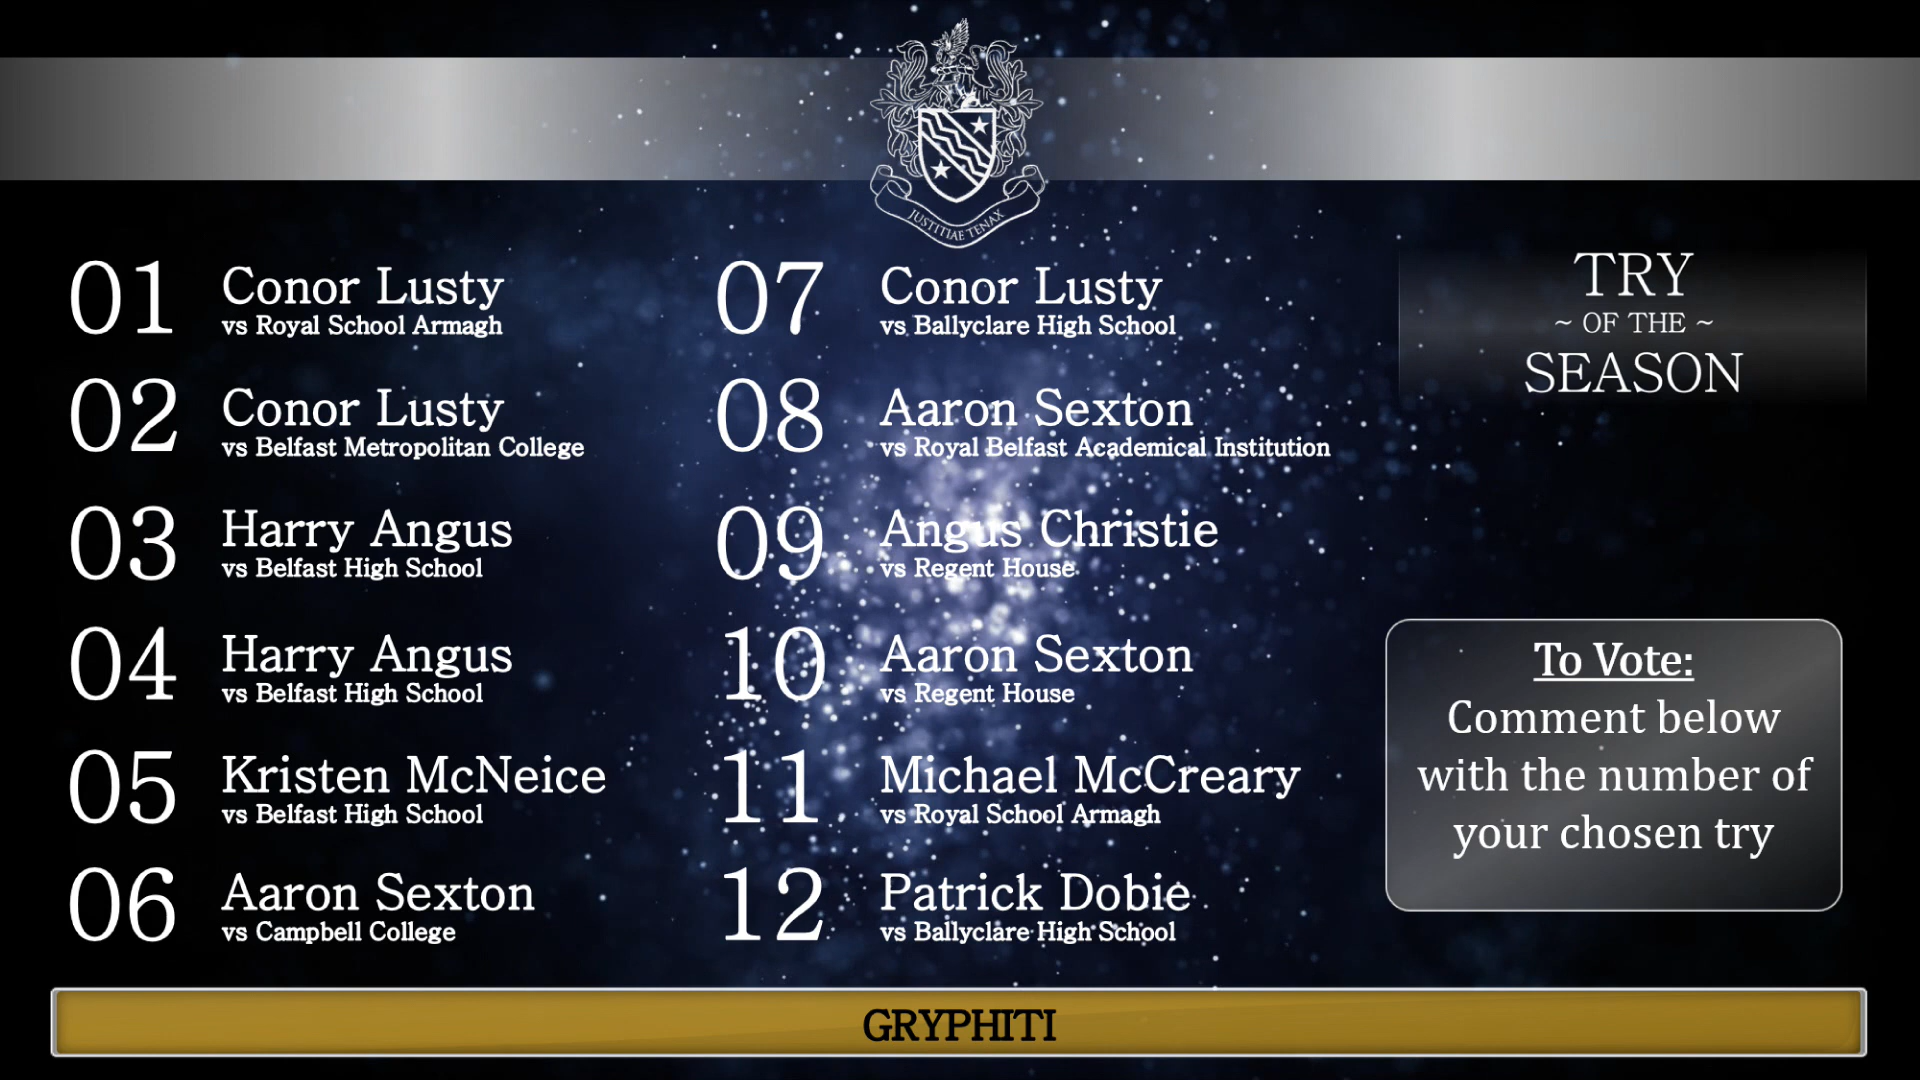 JUSTITIAE TENAX
01 Conor Lusty
vs Royal School Armagh
02 Conor Lusty
vs Belfast Metropolitan College
03 Harry Angus
vs Belfast High School
04 Harry Angus
vs Belfast High School
05 Kristen McNeice
vs Belfast High School
06 Aaron Sexton
vs Campbell College
07 Conor Lusty
vs Ballyclare High School
08 Aaron Sexton
vs Royal Belfast Academical Institution
09 Angus Christie
vs Regent House
10 Aaron Sexton
vs Regent House
11 Michael McCreary
vs Royal School Armagh
12 Patrick Dobie
vs Ballyclare High School
TRY
~ OF THE ~
SEASON
To Vote:
Comment below
with the number of
your chosen try
GRYPHITI